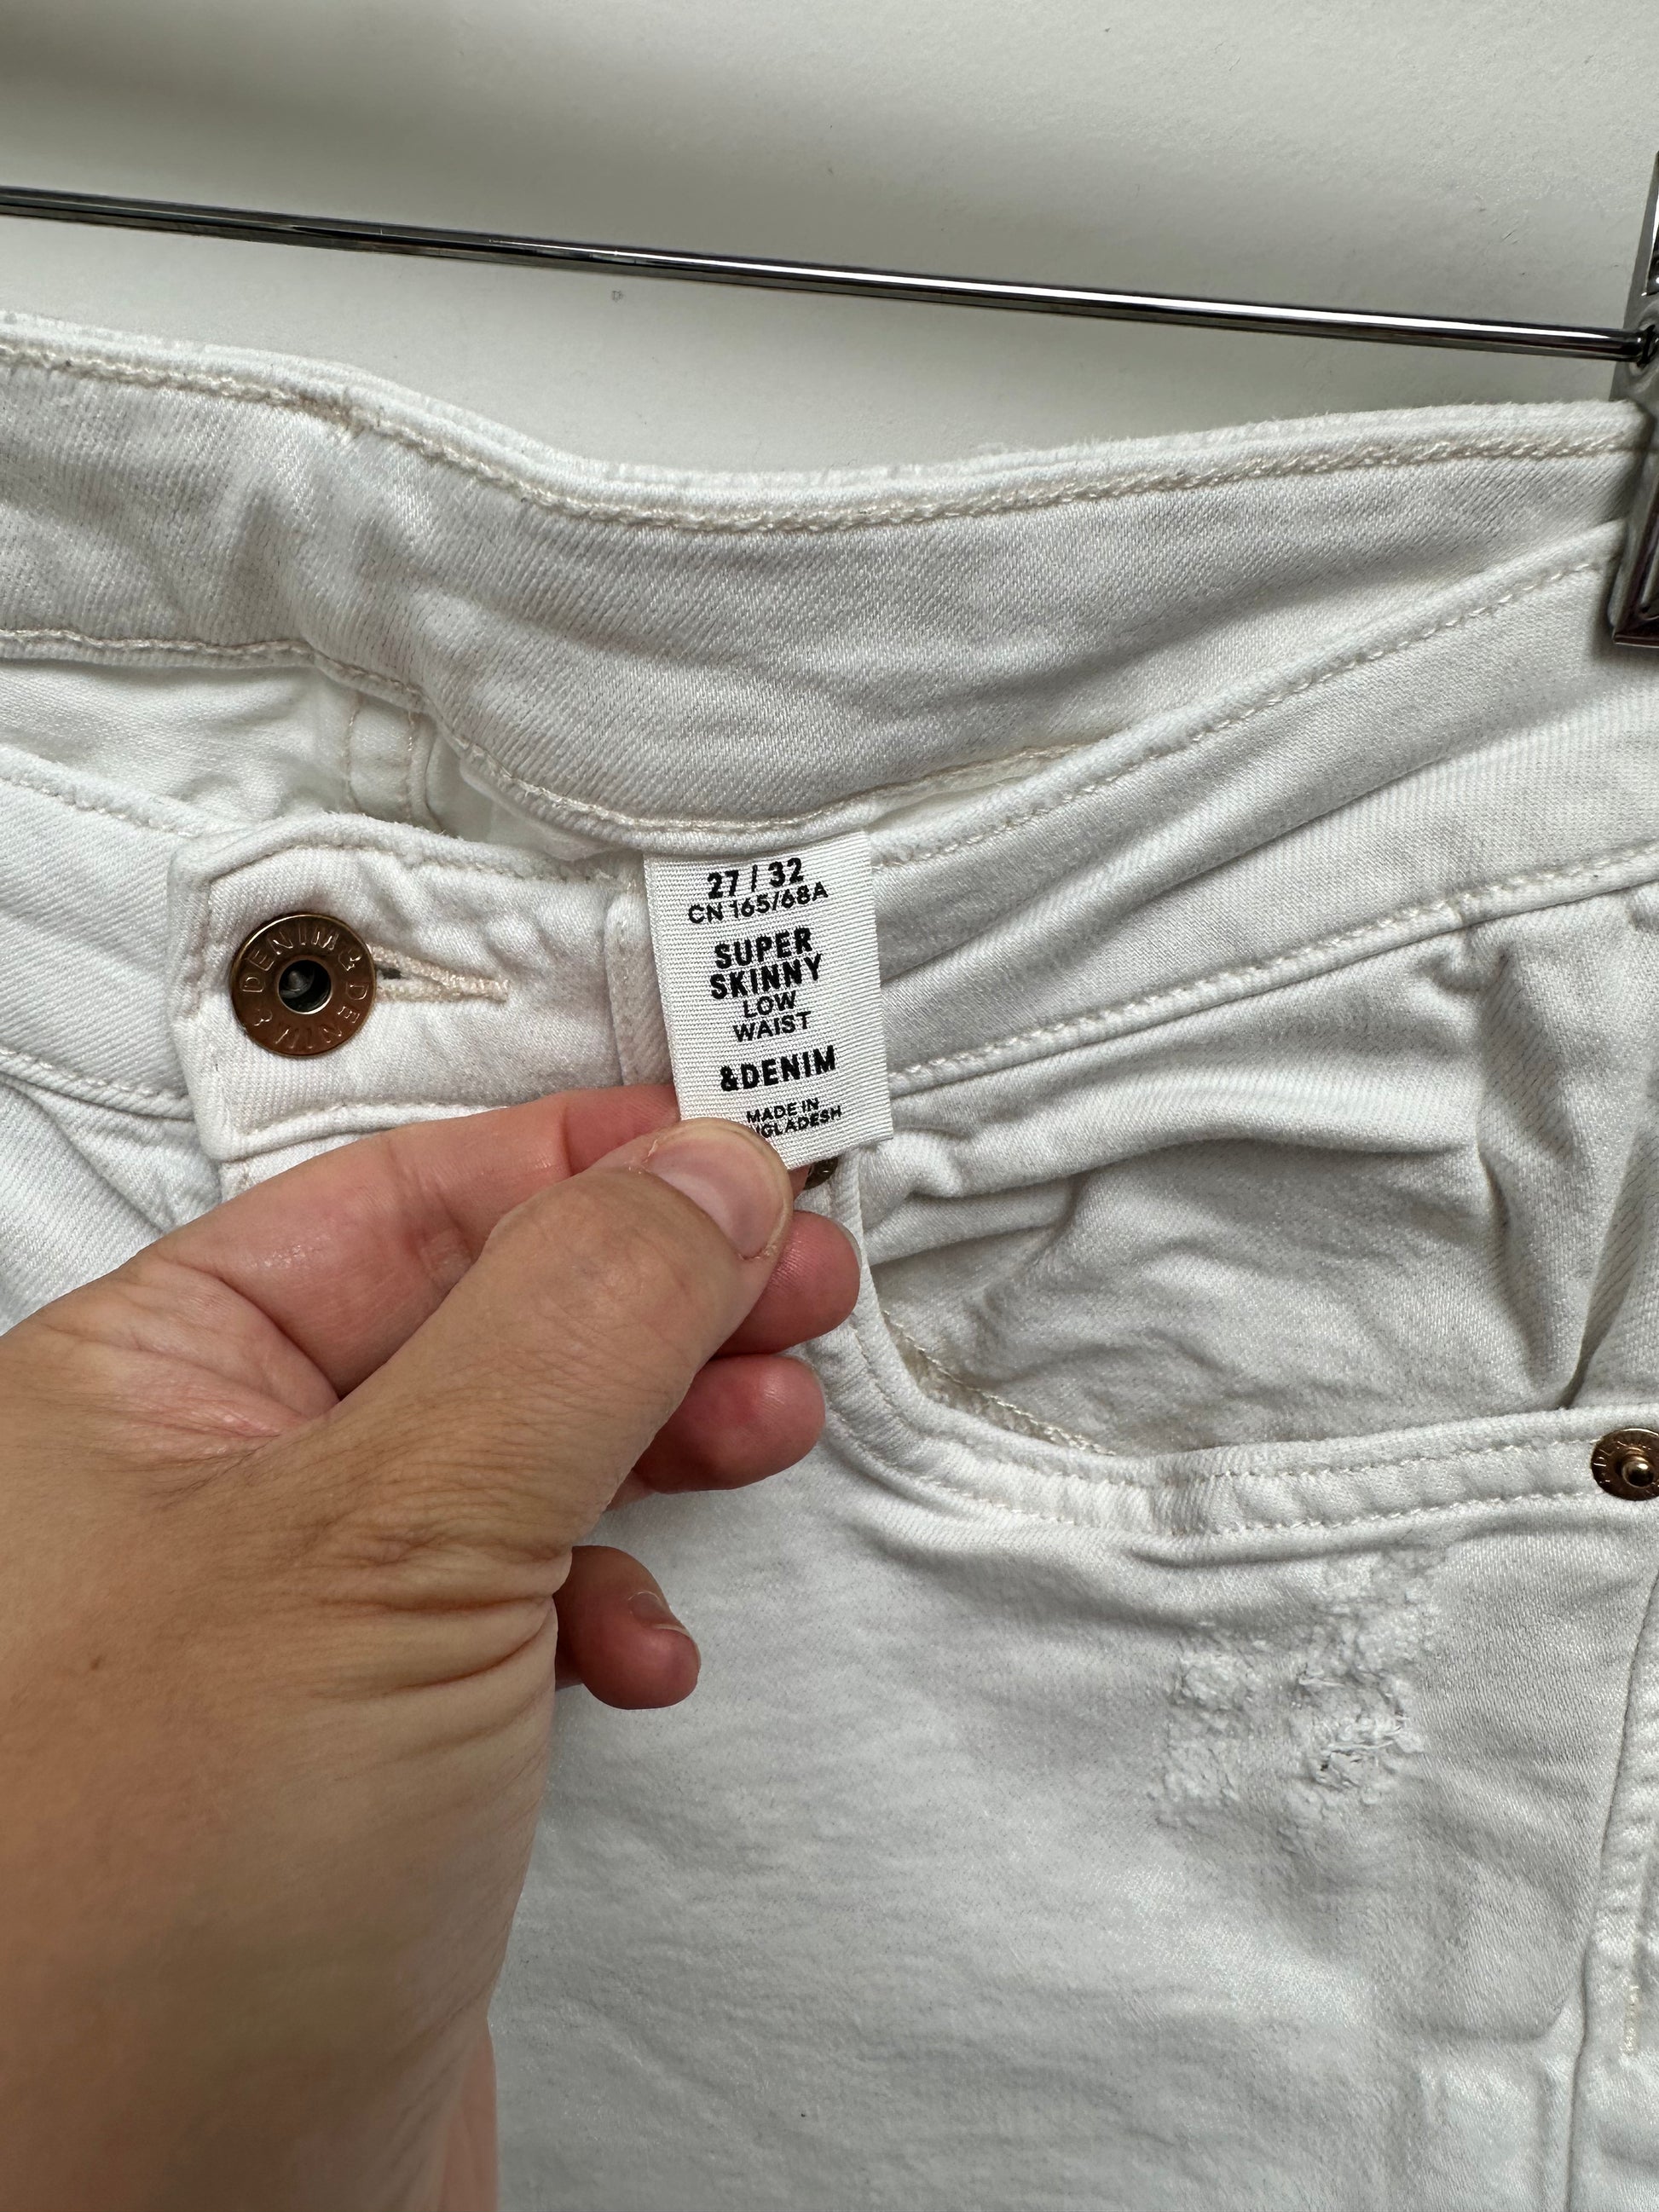 27 / 32
CN 165/68A
SUPER
SKINNY
LOW
WAIST
&DENIM
MADE IN
DENIM & DENIM &